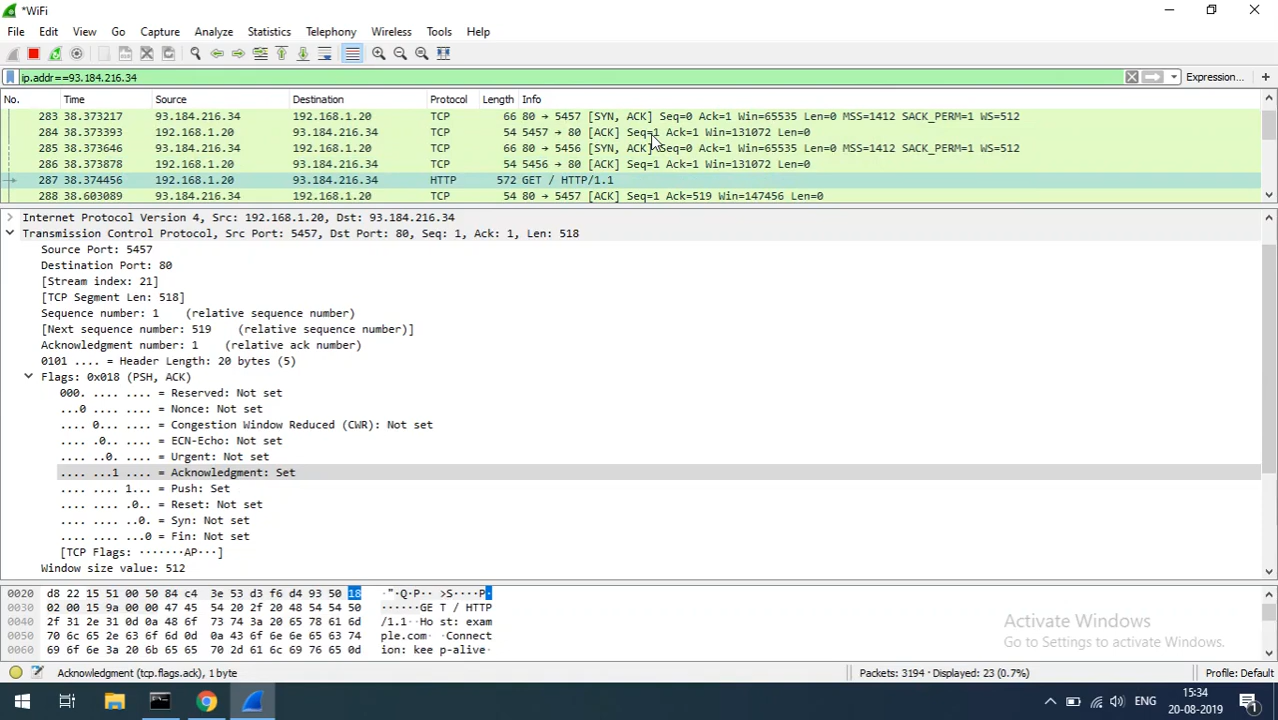 *WiFi
File Edit View Go Capture Analyze Statistics Telephony Wireless Tools Help
ip.addr==93.184.216.34 Expression... +
No. Time Source Destination Protocol Length Info
283 38.373217 93.184.216.34 192.168.1.20 TCP 66 80 → 5457 [SYN, ACK] Seq=0 Ack=1 Win=65535 Len=0 MSS=1412 SACK_PERM=1 WS=512
284 38.373393 192.168.1.20 93.184.216.34 TCP 54 5457 → 80 [ACK] Seq=1 Ack=1 Win=131072 Len=0
285 38.373646 93.184.216.34 192.168.1.20 TCP 66 80 → 5456 [SYN, ACK] Seq=0 Ack=1 Win=65535 Len=0 MSS=1412 SACK_PERM=1 WS=512
286 38.373878 192.168.1.20 93.184.216.34 TCP 54 5456 → 80 [ACK] Seq=1 Ack=1 Win=131072 Len=0
287 38.374456 192.168.1.20 93.184.216.34 HTTP 572 GET / HTTP/1.1
288 38.603089 93.184.216.34 192.168.1.20 TCP 54 80 → 5457 [ACK] Seq=1 Ack=519 Win=147456 Len=0
Internet Protocol Version 4, Src: 192.168.1.20, Dst: 93.184.216.34
Transmission Control Protocol, Src Port: 5457, Dst Port: 80, Seq: 1, Ack: 1, Len: 518
Source Port: 5457
Destination Port: 80
[Stream index: 21]
[TCP Segment Len: 518]
Sequence number: 1 (relative sequence number)
[Next sequence number: 519 (relative sequence number)]
Acknowledgment number: 1 (relative ack number)
0101 .... = Header Length: 20 bytes (5)
Flags: 0x018 (PSH, ACK)
000. .... .... = Reserved: Not set
...0 .... .... = Nonce: Not set
.... 0... .... = Congestion Window Reduced (CWR): Not set
.... .0.. .... = ECN-Echo: Not set
.... ..0. .... = Urgent: Not set
.... ...1 .... = Acknowledgment: Set
.... .... 1... = Push: Set
.... .... .0.. = Reset: Not set
.... .... ..0. = Syn: Not set
.... .... ...0 = Fin: Not set
[TCP Flags: ·······AP···]
Window size value: 512
0020 d8 22 15 51 00 50 84 c4 3e 53 d3 f6 d4 93 50 18 ·"·Q·P·· >S····P·
0030 02 00 15 9a 00 00 47 45 54 20 2f 20 48 54 54 50 ······GE T / HTTP
0040 2f 31 2e 31 0d 0a 48 6f 73 74 3a 20 65 78 61 6d /1.1··Ho st: exam
0050 70 6c 65 2e 63 6f 6d 0d 0a 43 6f 6e 6e 65 63 74 ple.com· ·Connect
0060 69 6f 6e 3a 20 6b 65 65 70 2d 61 6c 69 76 65 0d ion: kee p-alive·
Activate Windows
Go to Settings to activate Windows.
Acknowledgment (tcp.flags.ack), 1 byte Packets: 3194 · Displayed: 23 (0.7%) Profile: Default
ENG 15:34
20-08-2019 1